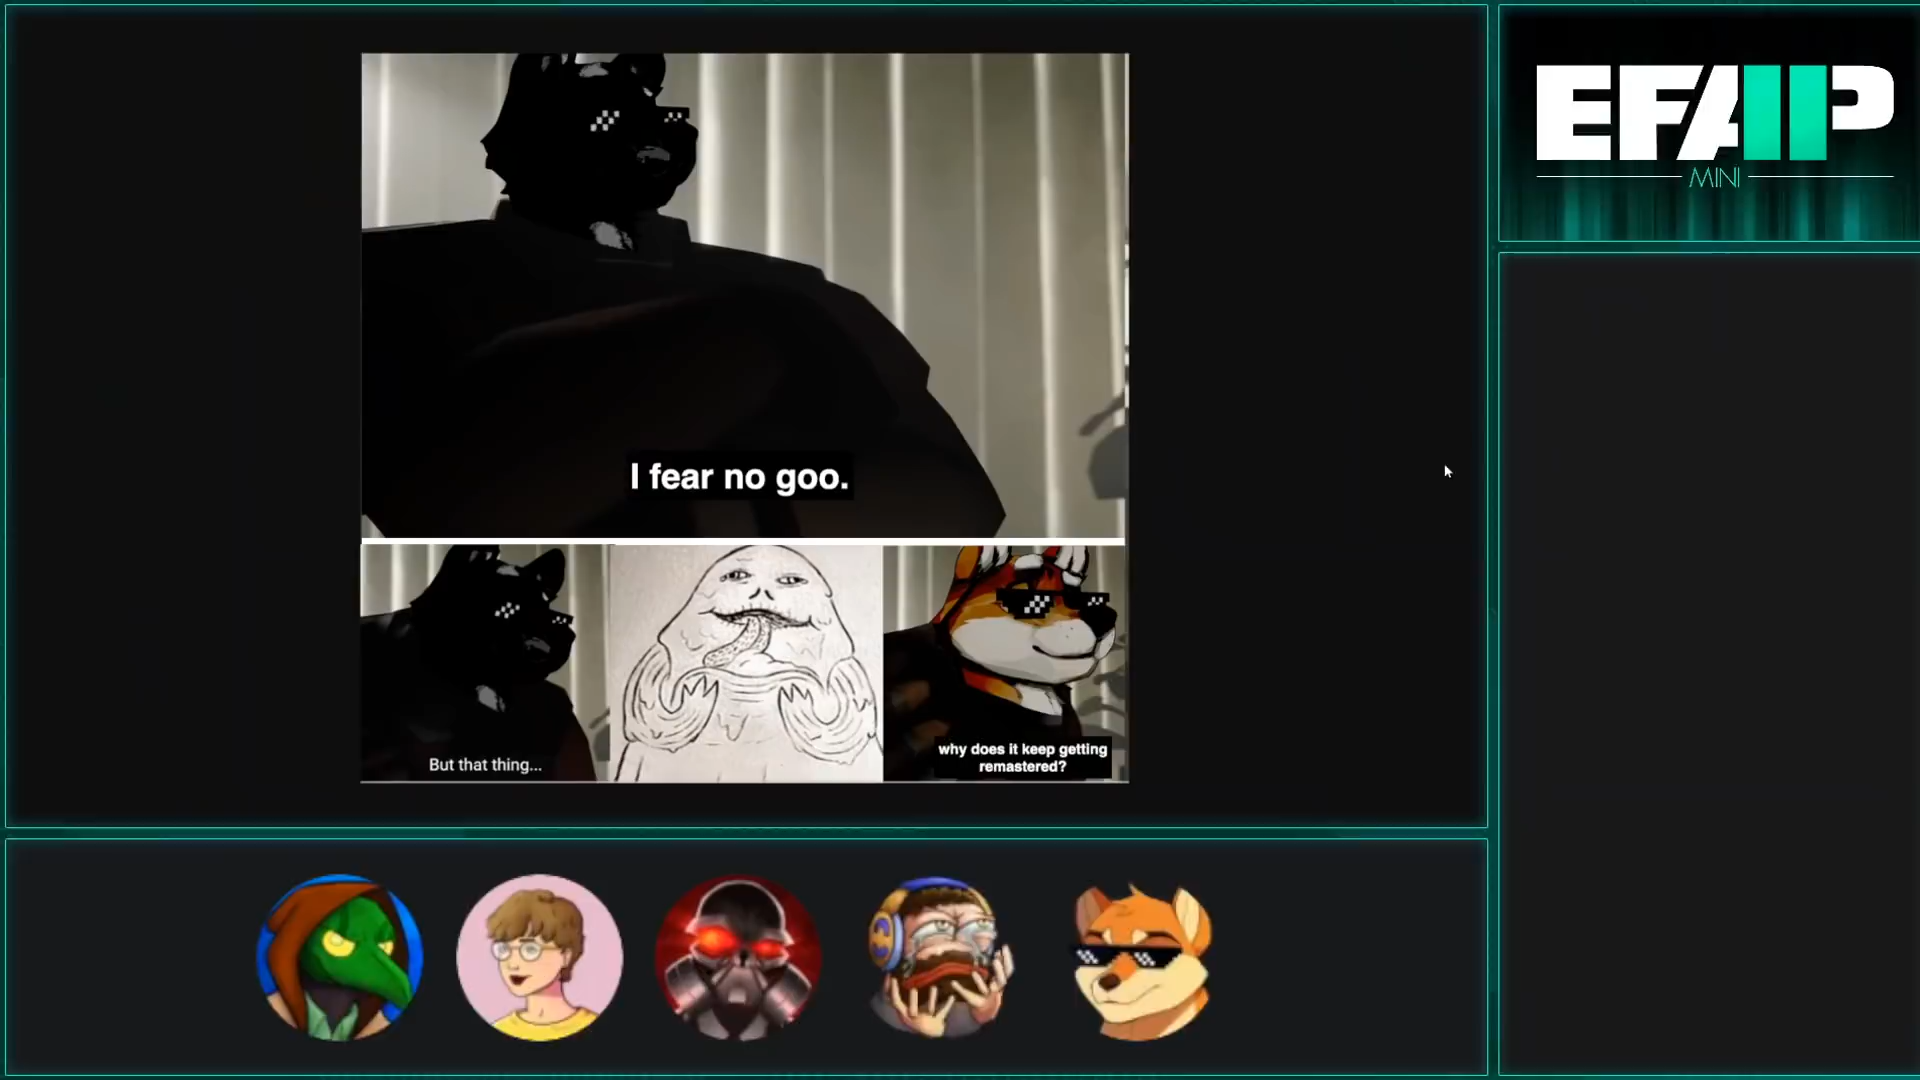 EFAP
MINI
I fear no goo.
But that thing...
why does it keep getting
remastered?